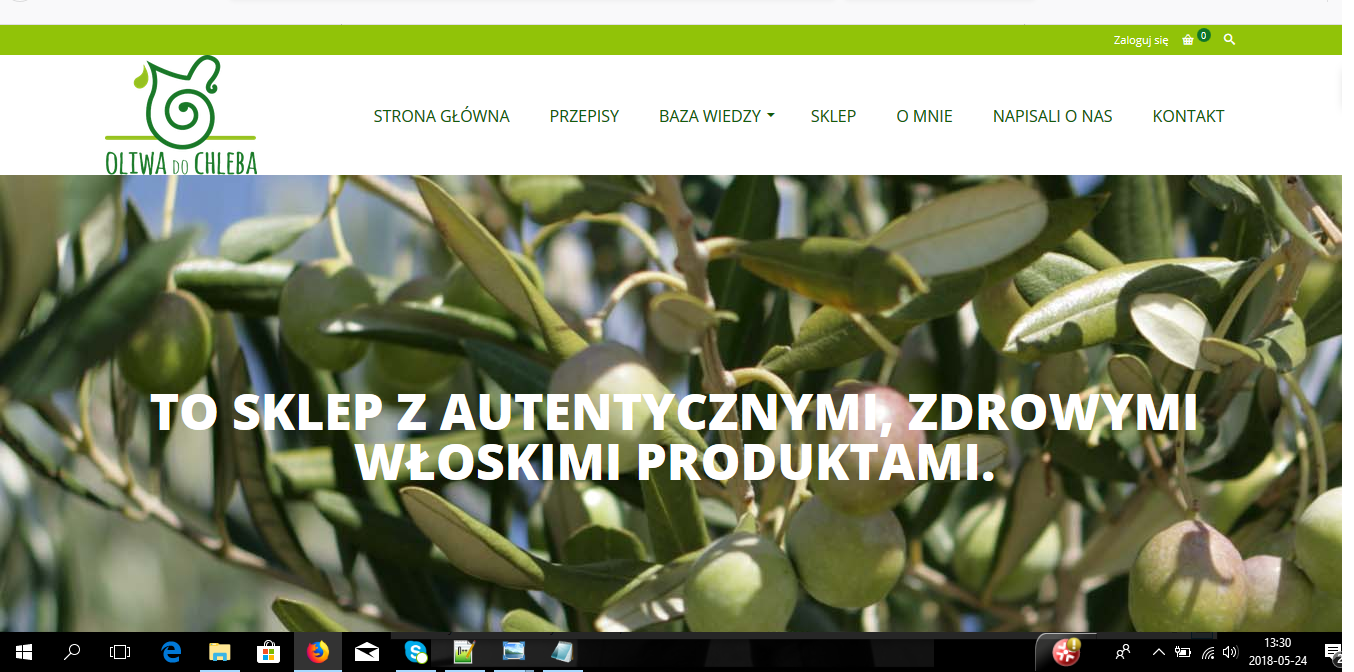 Zaloguj się 0
OLIWA DO CHLEBA
STRONA GŁÓWNA PRZEPISY BAZA WIEDZY SKLEP O MNIE NAPISALI O NAS KONTAKT
TO SKLEP Z AUTENTYCZNYMI, ZDROWYMI
WŁOSKIMI PRODUKTAMI.
13:30
2018-05-24